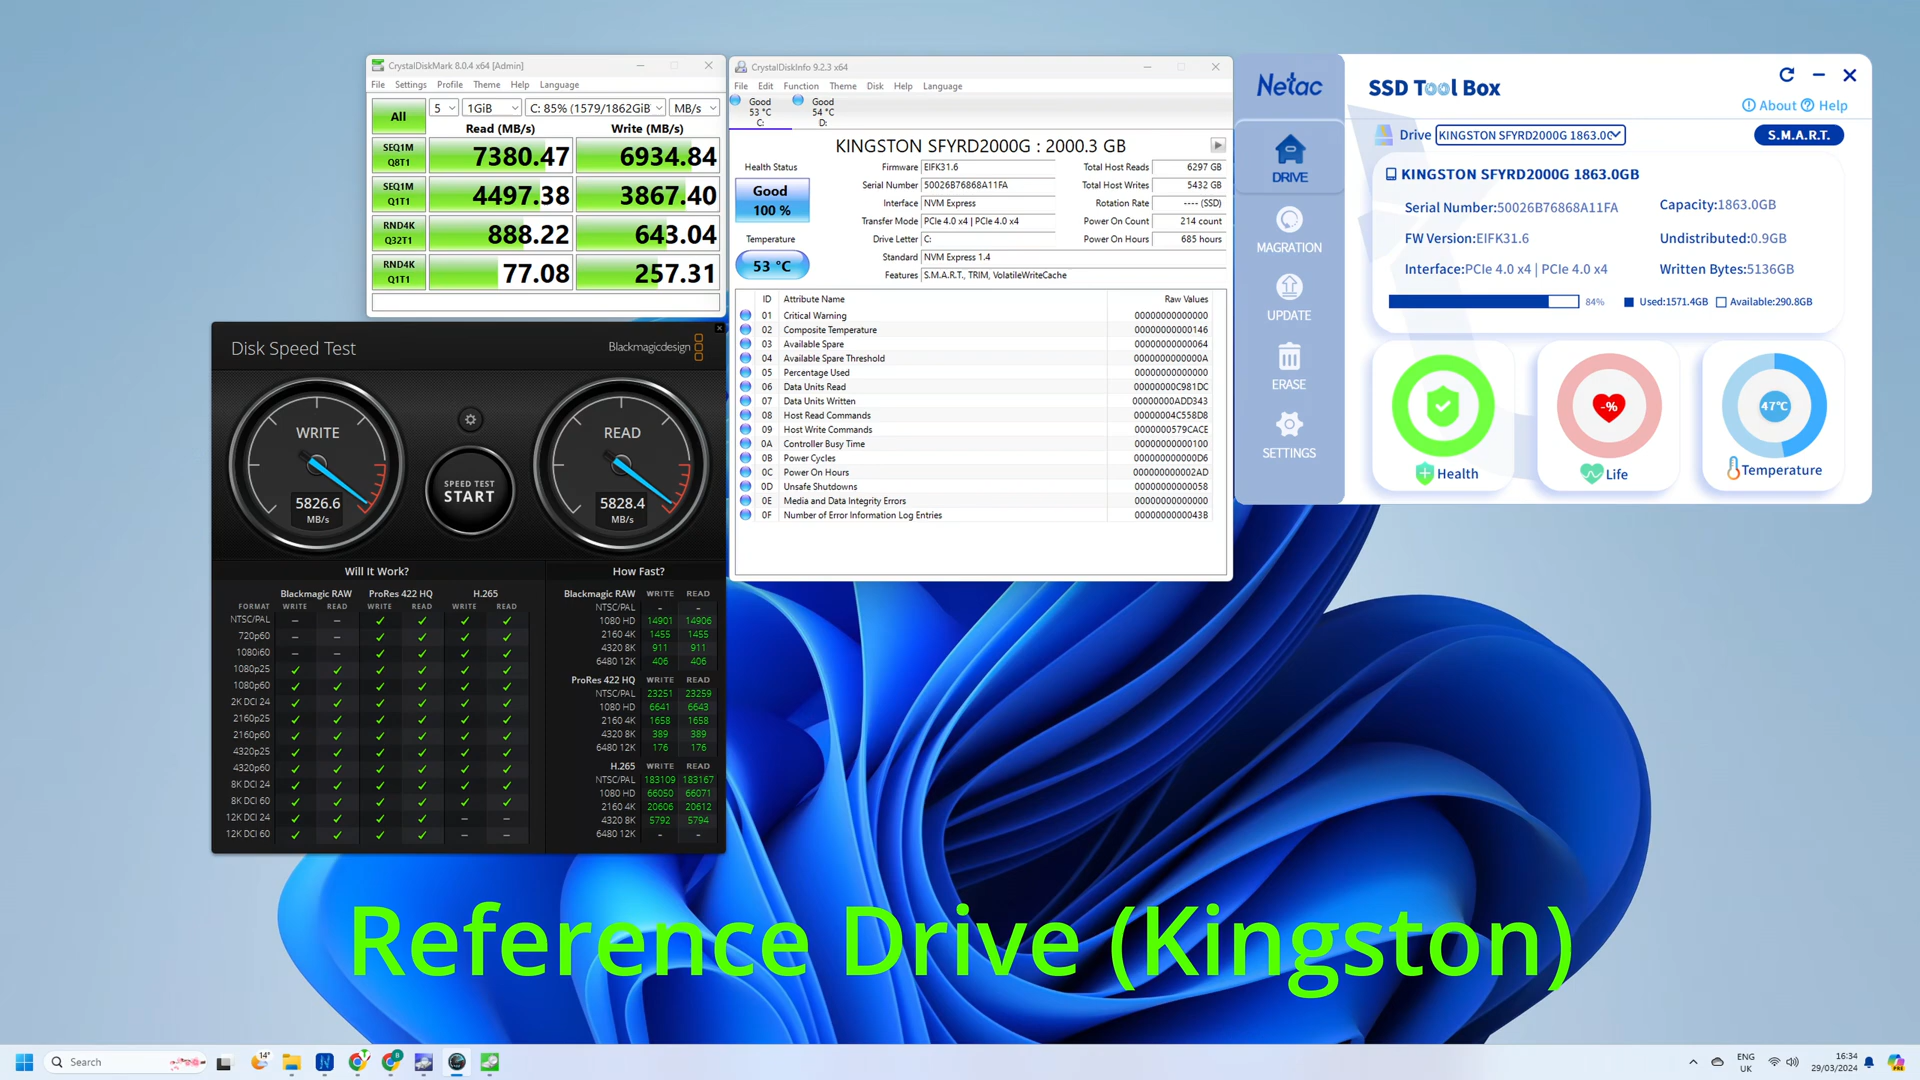 CrystalDiskMark 8.0.4 x64 [Admin]
File Settings Profile Theme Help Language
All 5 1GiB C: 85% (1579/1862GiB) MB/s
Read (MB/s) Write (MB/s)
SEQ1M Q8T1 7380.47 6934.84
SEQ1M Q1T1 4497.38 3867.40
RND4K Q32T1 888.22 643.04
RND4K Q1T1 77.08 257.31
Disk Speed Test
Blackmagicdesign
WRITE
5826.6
MB/s
SPEED TEST
START
READ
5828.4
MB/s
Will It Work?
Blackmagic RAW ProRes 422 HQ H.265
FORMAT WRITE READ WRITE READ WRITE READ
NTSC/PAL – – ✓ ✓ ✓ ✓
720p60 – – ✓ ✓ ✓ ✓
1080i60 – – ✓ ✓ ✓ ✓
1080p25 ✓ ✓ ✓ ✓ ✓ ✓
1080p60 ✓ ✓ ✓ ✓ ✓ ✓
2K DCI 24 ✓ ✓ ✓ ✓ ✓ ✓
2160p25 ✓ ✓ ✓ ✓ ✓ ✓
2160p60 ✓ ✓ ✓ ✓ ✓ ✓
4320p25 ✓ ✓ ✓ ✓ ✓ ✓
4320p60 ✓ ✓ ✓ ✓ ✓ ✓
8K DCI 24 ✓ ✓ ✓ ✓ ✓ ✓
8K DCI 60 ✓ ✓ ✓ ✓ ✓ ✓
12K DCI 24 ✓ ✓ ✓ ✓ – –
12K DCI 60 ✓ ✓ ✓ ✓ – –
How Fast?
Blackmagic RAW WRITE READ
NTSC/PAL - -
1080 HD 14901 14906
2160 4K 1455 1455
4320 8K 911 911
6480 12K 406 406
ProRes 422 HQ WRITE READ
NTSC/PAL 23251 23259
1080 HD 6641 6643
2160 4K 1658 1658
4320 8K 389 389
6480 12K 176 176
H.265 WRITE READ
NTSC/PAL 183109 183167
1080 HD 66050 66071
2160 4K 20606 20612
4320 8K 5792 5794
6480 12K - -
CrystalDiskInfo 9.2.3 x64
File Edit Function Theme Disk Help Language
Good Good
53 °C 54 °C
C: D:
KINGSTON SFYRD2000G : 2000.3 GB
Health Status
Good
100 %
Temperature
53 °C
Firmware EIFK31.6
Serial Number 50026B76868A11FA
Interface NVM Express
Transfer Mode PCIe 4.0 x4 | PCIe 4.0 x4
Drive Letter C:
Standard NVM Express 1.4
Features S.M.A.R.T., TRIM, VolatileWriteCache
Total Host Reads 6297 GB
Total Host Writes 5432 GB
Rotation Rate ---- (SSD)
Power On Count 214 count
Power On Hours 685 hours
ID Attribute Name Raw Values
01 Critical Warning 00000000000000
02 Composite Temperature 00000000000146
03 Available Spare 00000000000064
04 Available Spare Threshold 0000000000000A
05 Percentage Used 00000000000000
06 Data Units Read 00000000C981DC
07 Data Units Written 00000000ADD343
08 Host Read Commands 00000004C558D8
09 Host Write Commands 0000000579CACE
0A Controller Busy Time 00000000000100
0B Power Cycles 000000000000D6
0C Power On Hours 000000000002AD
0D Unsafe Shutdowns 00000000000058
0E Media and Data Integrity Errors 00000000000000
0F Number of Error Information Log Entries 0000000000043B
Netac
DRIVE
MAGRATION
UPDATE
ERASE
SETTINGS
SSD Tool Box
About Help
Drive KINGSTON SFYRD2000G 1863.0G
S.M.A.R.T.
KINGSTON SFYRD2000G 1863.0GB
Serial Number:50026B76868A11FA Capacity:1863.0GB
FW Version:EIFK31.6 Undistributed:0.9GB
Interface:PCIe 4.0 x4 | PCIe 4.0 x4 Written Bytes:5136GB
84% Used:1571.4GB Available:290.8GB
Health
-%
Life
47°C
Temperature
Reference Drive (Kingston)
Search
14°
ENG
UK
16:34
29/03/2024
PRE